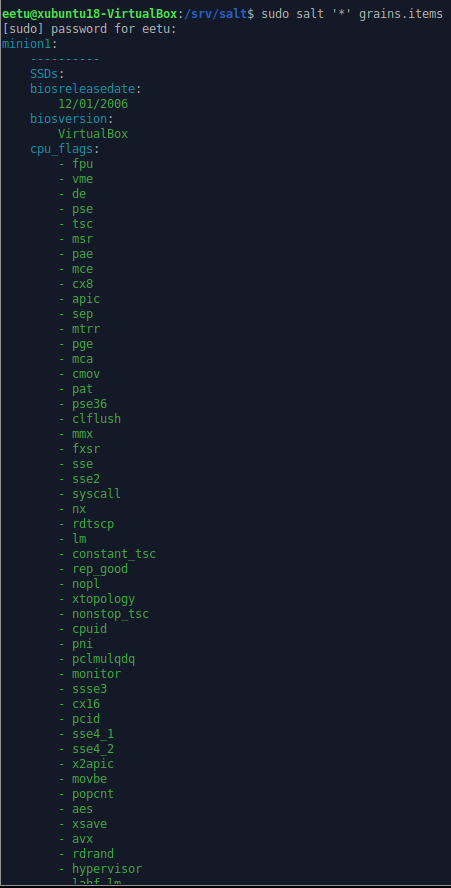 eetu@xubuntu18-VirtualBox:/srv/salt$ sudo salt '*' grains.items
[sudo] password for eetu:
minion1:
----------
SSDs:
biosreleasedate:
12/01/2006
biosversion:
VirtualBox
cpu_flags:
- fpu
- vme
- de
- pse
- tsc
- msr
- pae
- mce
- cx8
- apic
- sep
- mtrr
- pge
- mca
- cmov
- pat
- pse36
- clflush
- mmx
- fxsr
- sse
- sse2
- syscall
- nx
- rdtscp
- lm
- constant_tsc
- rep_good
- nopl
- xtopology
- nonstop_tsc
- cpuid
- pni
- pclmulqdq
- monitor
- ssse3
- cx16
- pcid
- sse4_1
- sse4_2
- x2apic
- movbe
- popcnt
- aes
- xsave
- avx
- rdrand
- hypervisor
- lahf_lm